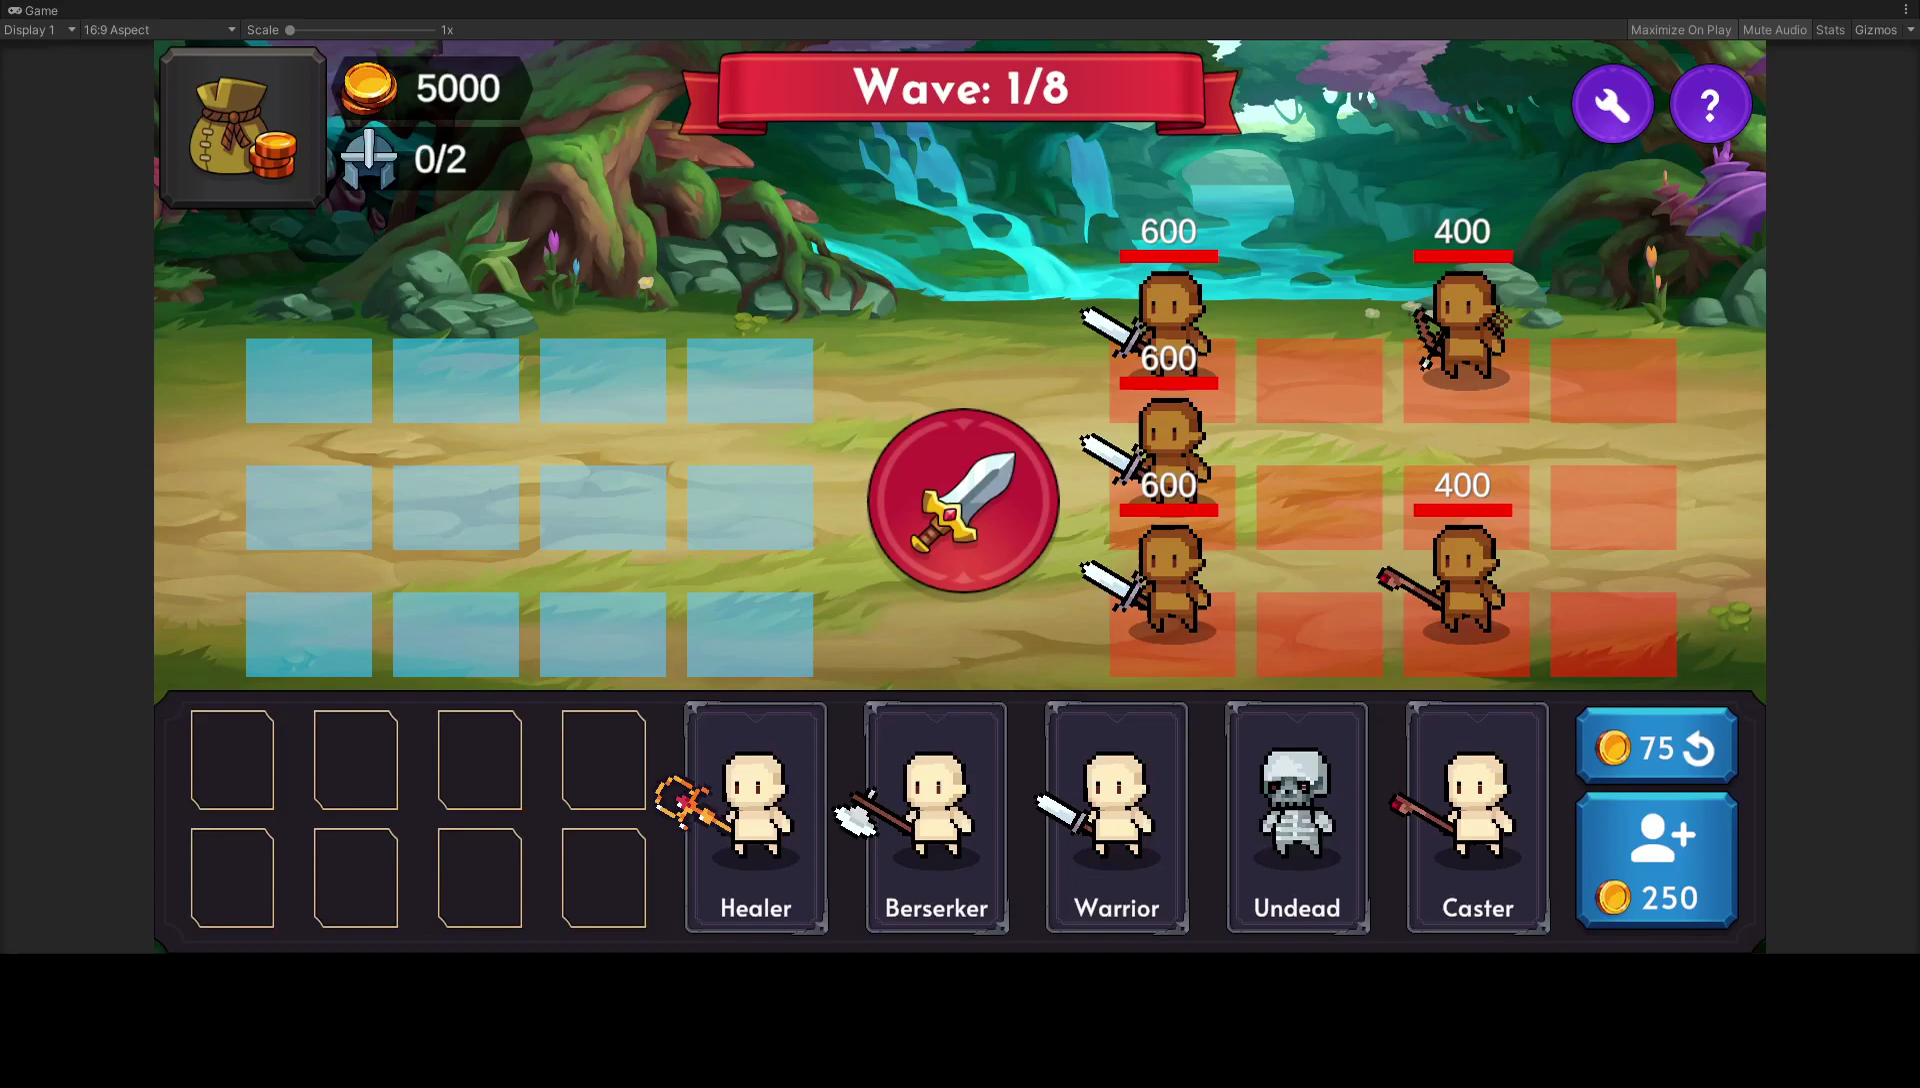 Game
Display 1
16:9 Aspect
Scale
1x
Maximize On Play
Mute Audio
Stats
Gizmos
5000
0/2
Wave: 1/8
?
600
400
600
600
400
75
250
Healer
Berserker
Warrior
Undead
Caster